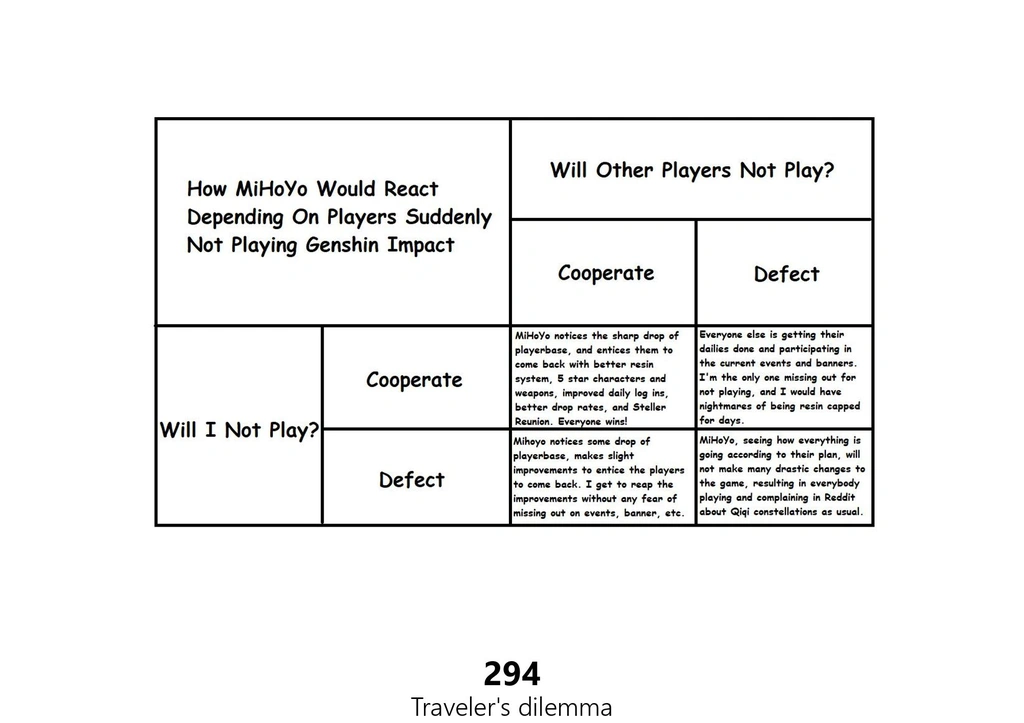 How MiHoYo Would React
Depending On Players Suddenly
Not Playing Genshin Impact
Will Other Players Not Play?
Cooperate
Defect
Will I Not Play?
Cooperate
MiHoYo notices the sharp drop of
playerbase, and entices them to
come back with better resin
system, 5 star characters and
weapons, improved daily log ins,
better drop rates, and Steller
Reunion. Everyone wins!
Everyone else is getting their
dailies done and participating in
the current events and banners.
I'm the only one missing out for
not playing, and I would have
nightmares of being resin capped
for days.
Defect
Mihoyo notices some drop of
playerbase, makes slight
improvements to entice the players
to come back. I get to reap the
improvements without any fear of
missing out on events, banner, etc.
MiHoYo, seeing how everything is
going according to their plan, will
not make many drastic changes to
the game, resulting in everybody
playing and complaining in Reddit
about Qiqi constellations as usual.
294
Traveler's dilemma